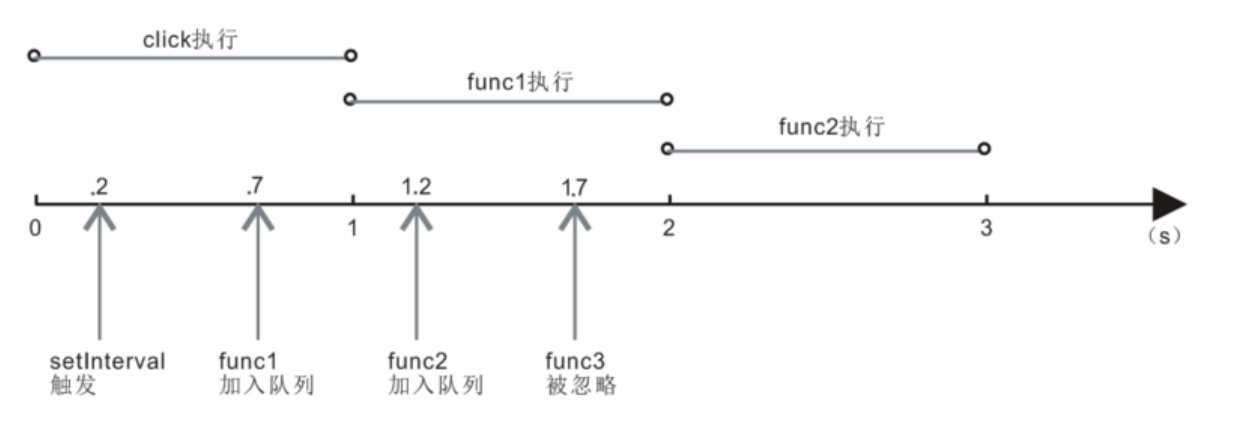 click执行
func1执行
func2执行
.2 .7 1.2 1.7
0 1 2 3
（s）
setInterval func1 func2 func3
触发 加入队列 加入队列 被忽略